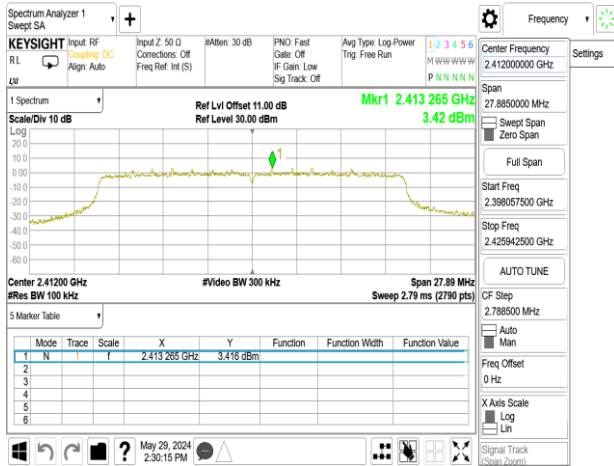 Spectrum Analyzer 1
Swept SA
+
Frequency
KEYSIGHT
RL
Input: RF
Coupling: DC
Align: Auto
Input Z: 50 Ω
Corrections: Off
Freq Ref: Int (S)
#Atten: 30 dB
PNO: Fast
Gate: Off
IF Gain: Low
Sig Track: Off
Avg Type: Log-Power
Trig: Free Run
1 2 3 4 5 6
M W W W W W
P N N N N N
1 Spectrum
Scale/Div 10 dB
Log
Ref Lvl Offset 11.00 dB
Ref Level 30.00 dBm
Mkr1 2.413 265 GHz
3.42 dBm
1
20.0
10.0
0.00
-10.0
-20.0
-30.0
-40.0
-50.0
-60.0
Center 2.41200 GHz
#Res BW 100 kHz
#Video BW 300 kHz
Span 27.89 MHz
Sweep 2.79 ms (2790 pts)
5 Marker Table
Mode Trace Scale X Y Function Function Width Function Value
1 N 1 f 2.413 265 GHz 3.416 dBm
2
3
4
5
6
?
May 29, 2024
2:30:15 PM
Settings
Center Frequency
2.412000000 GHz
Span
27.8850000 MHz
Swept Span
Zero Span
Full Span
Start Freq
2.398057500 GHz
Stop Freq
2.425942500 GHz
AUTO TUNE
CF Step
2.788500 MHz
Auto
Man
Freq Offset
0 Hz
X Axis Scale
Log
Lin
Signal Track
(Span Zoom)